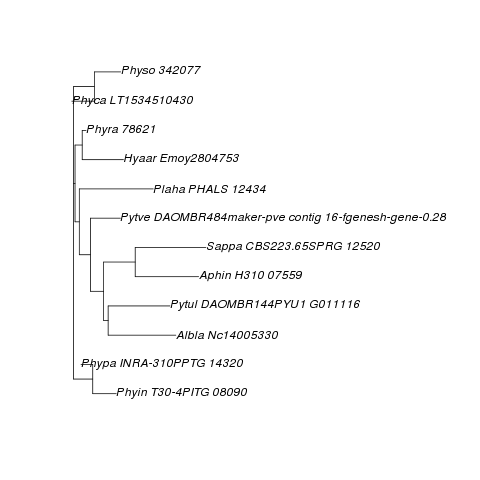 Physo 342077
Phyca LT1534510430
Phyra 78621
Hyaar Emoy2804753
Plaha PHALS 12434
Pytve DAOMBR484maker-pve contig 16-fgenesh-gene-0.28
Sappa CBS223.65SPRG 12520
Aphin H310 07559
Pytul DAOMBR144PYU1 G011116
Albla Nc14005330
Phypa INRA-310PPTG 14320
Phyin T30-4PITG 08090